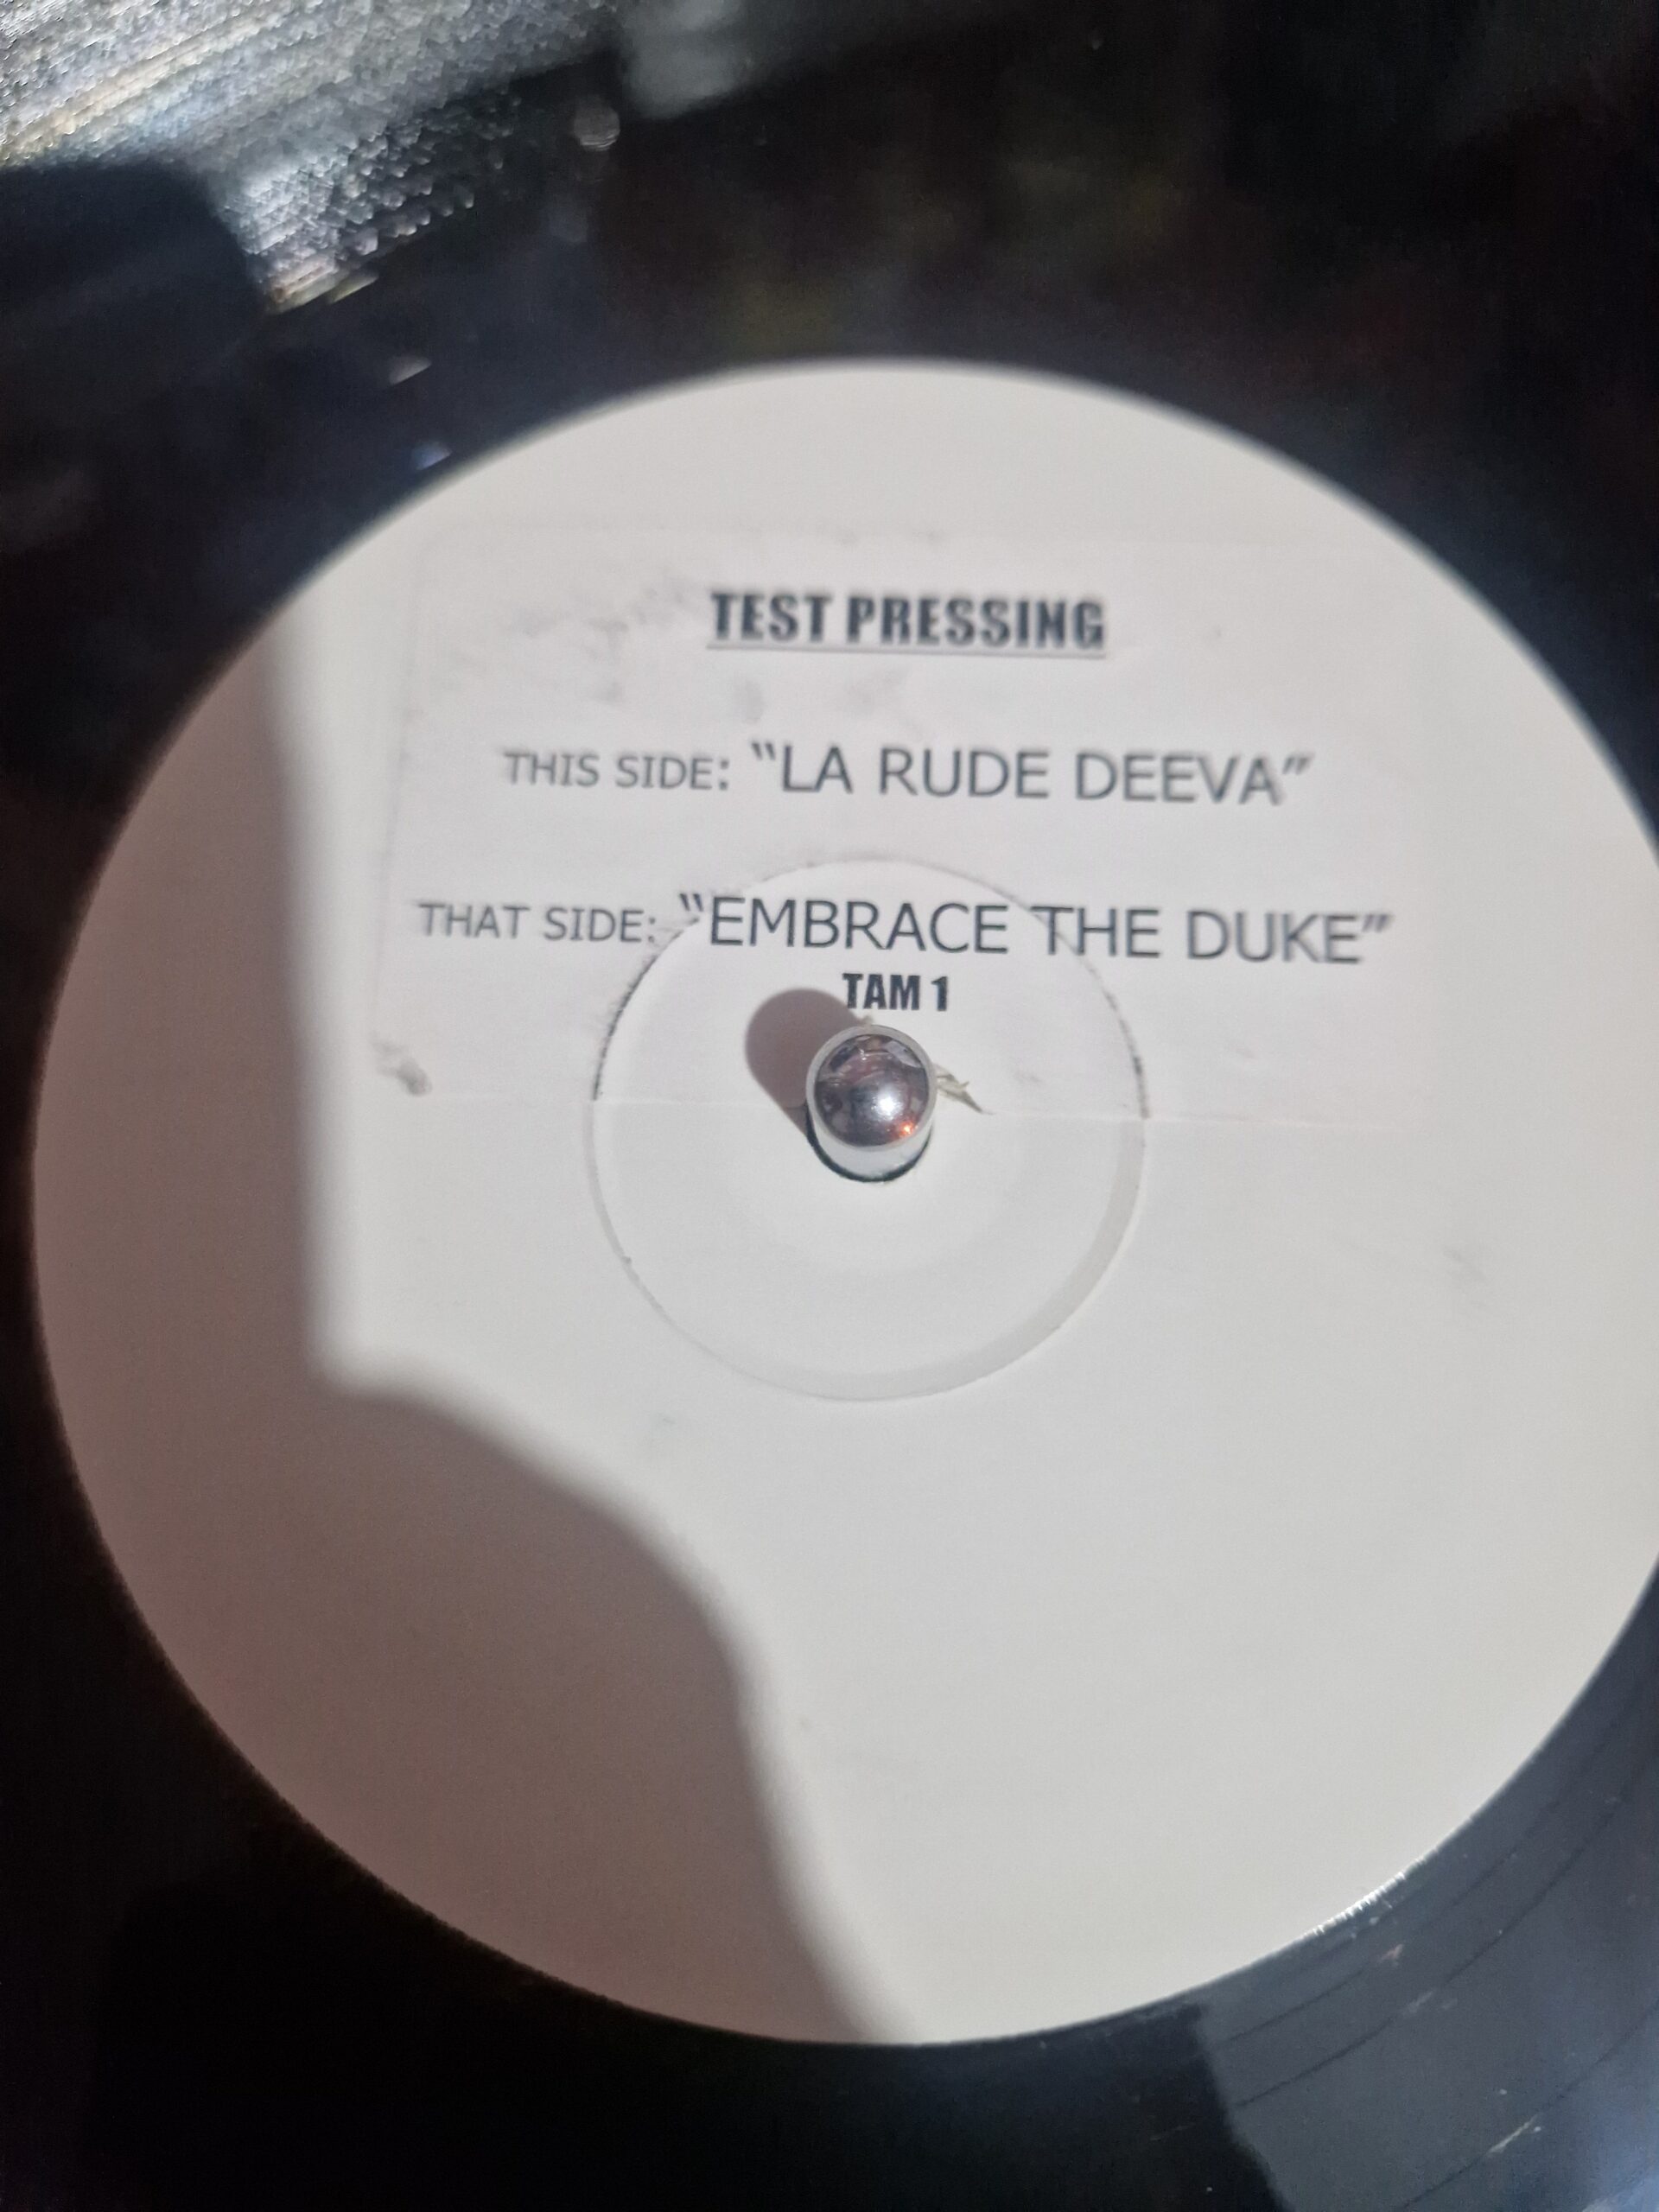 TEST PRESSING
THIS SIDE: “LA RUDE DEEVA”
THAT SIDE: “EMBRACE THE DUKE”
TAM 1